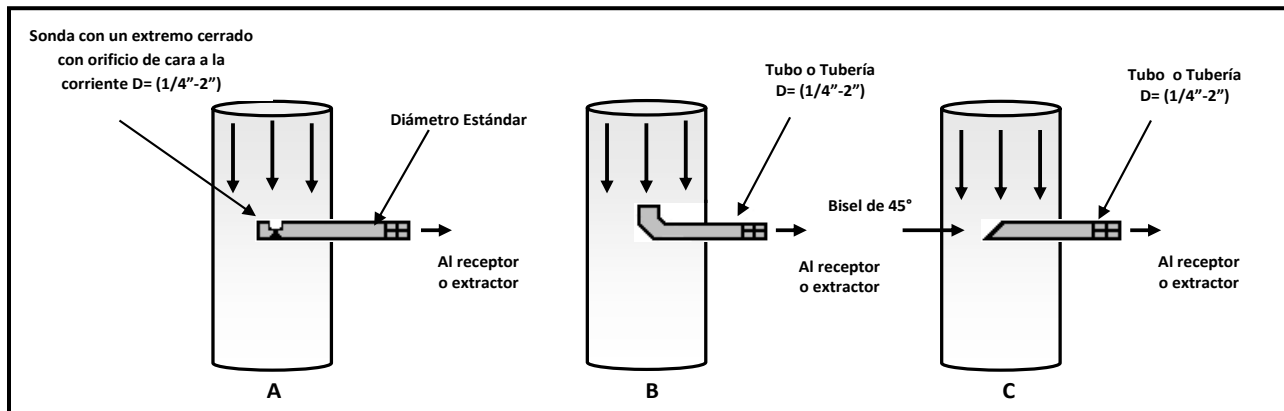 Sonda con un extremo cerrado
con orificio de cara a la
corriente D= (1/4”-2”)
Diámetro Estándar
Al receptor
o extractor
A
Tubo o Tubería
D= (1/4”-2”)
Al receptor
o extractor
B
Bisel de 45°
Tubo o Tubería
D= (1/4”-2”)
Al receptor
o extractor
C